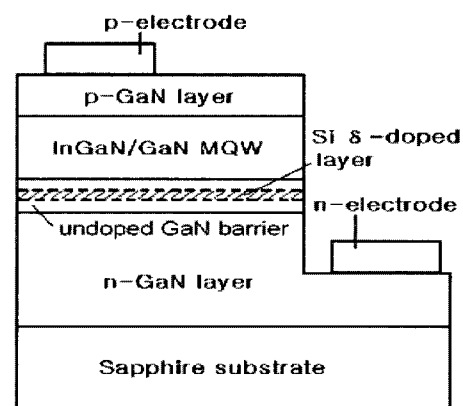 p-electrode
p-GaN layer
InGaN/GaN MQW
Si δ-doped
layer
n-electrode
undoped GaN barrier
n-GaN layer
Sapphire substrate